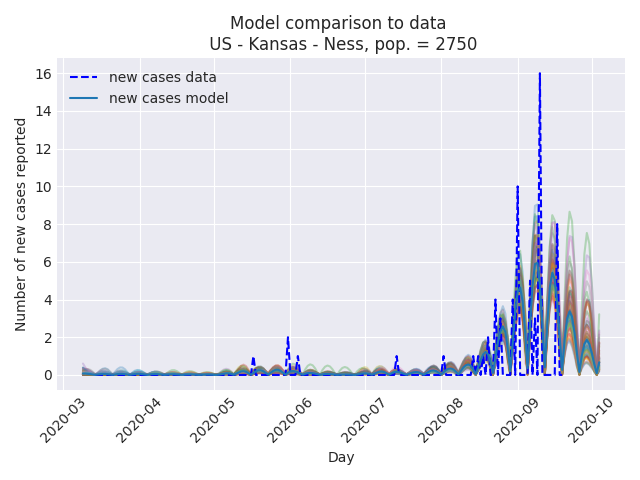 Model comparison to data
US - Kansas - Ness, pop. = 2750
new cases data
new cases model
Number of new cases reported
16
14
12
10
8
6
4
2
0
2020-03
2020-04
2020-05
2020-06
2020-07
2020-08
2020-09
2020-10
Day